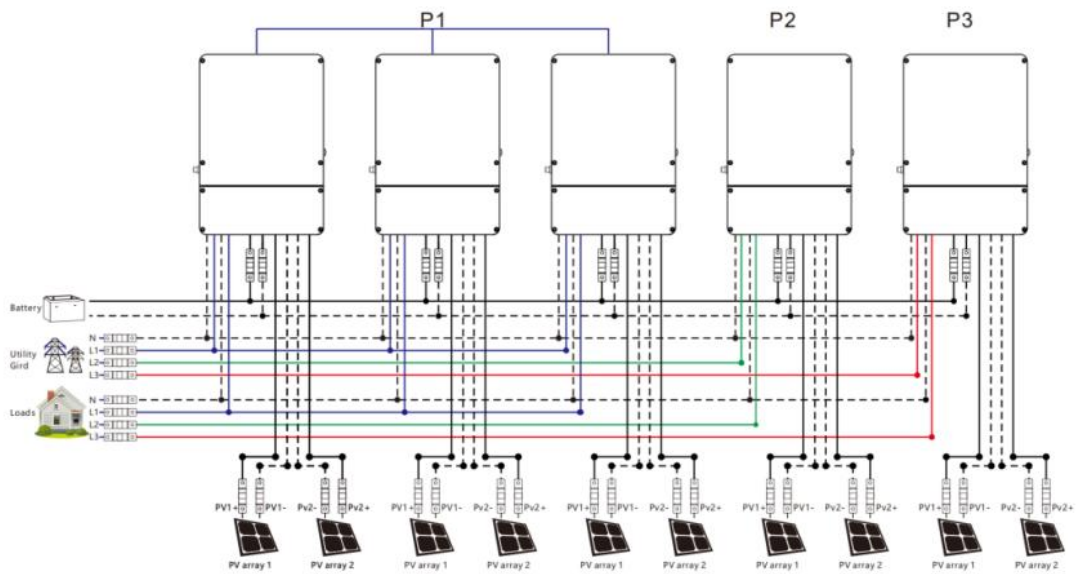 P1 P2 P3
Battery
N
Utility
Gird
L1
L2
L3
Loads
N
L1
L2
L3
PV1+ PV1- Pv2- Pv2+ PV1+ PV1- Pv2- Pv2+ PV1+ PV1- Pv2- Pv2+ PV1+ PV1- Pv2- Pv2+ PV1+ PV1- Pv2- Pv2+
PV array 1 PV array 2 PV array 1 PV array 2 PV array 1 PV array 2 PV array 1 PV array 2 PV array 1 PV array 2